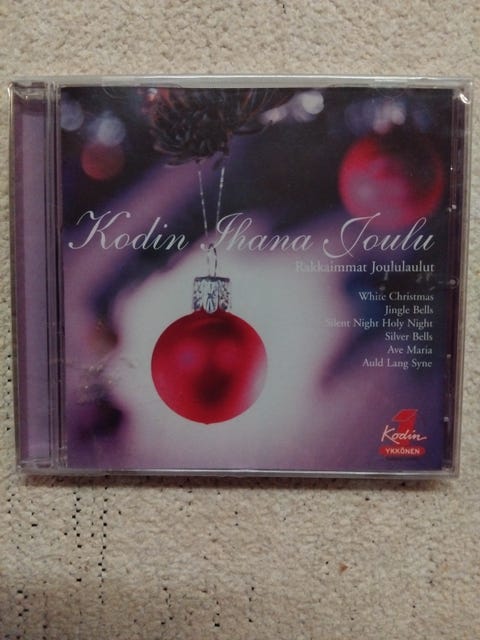 Kodin Ihana Joulu
Rakkaimmat Joululaulut
White Christmas
Jingle Bells
Silent Night Holy Night
Silver Bells
Ave Maria
Auld Lang Syne
1
Kodin
YKKÖNEN